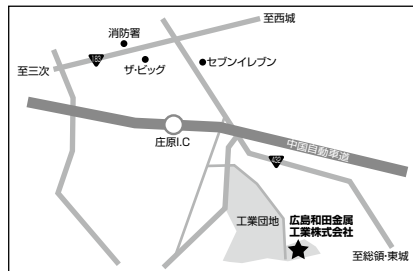 至西城
消防署
183
ザ・ビッグ
セブンイレブン
至三次
庄原I.C
中国自動車道
432
工業団地
広島和田金属
工業株式会社
至総領・東城